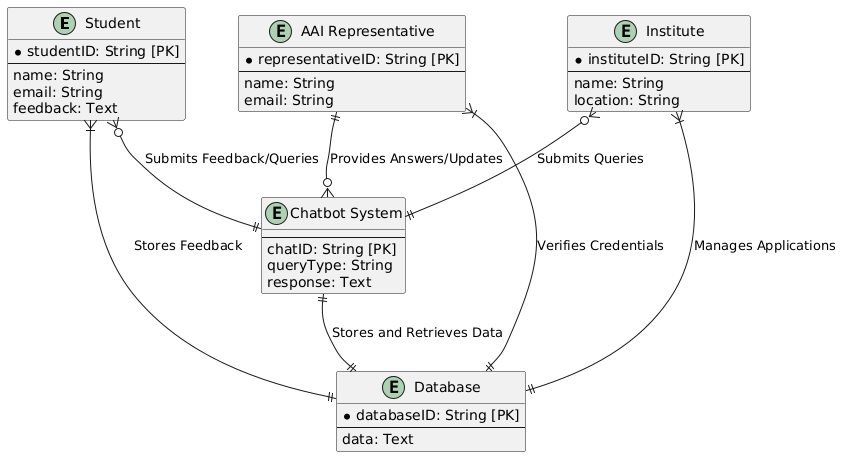 E Student
* studentID: String [PK]
name: String
email: String
feedback: Text
E AAI Representative
* representativeID: String [PK]
name: String
email: String
E Institute
* instituteID: String [PK]
name: String
location: String
Submits Feedback/Queries
Provides Answers/Updates
Submits Queries
E Chatbot System
chatID: String [PK]
queryType: String
response: Text
Stores Feedback
Verifies Credentials
Manages Applications
Stores and Retrieves Data
E Database
* databaseID: String [PK]
data: Text